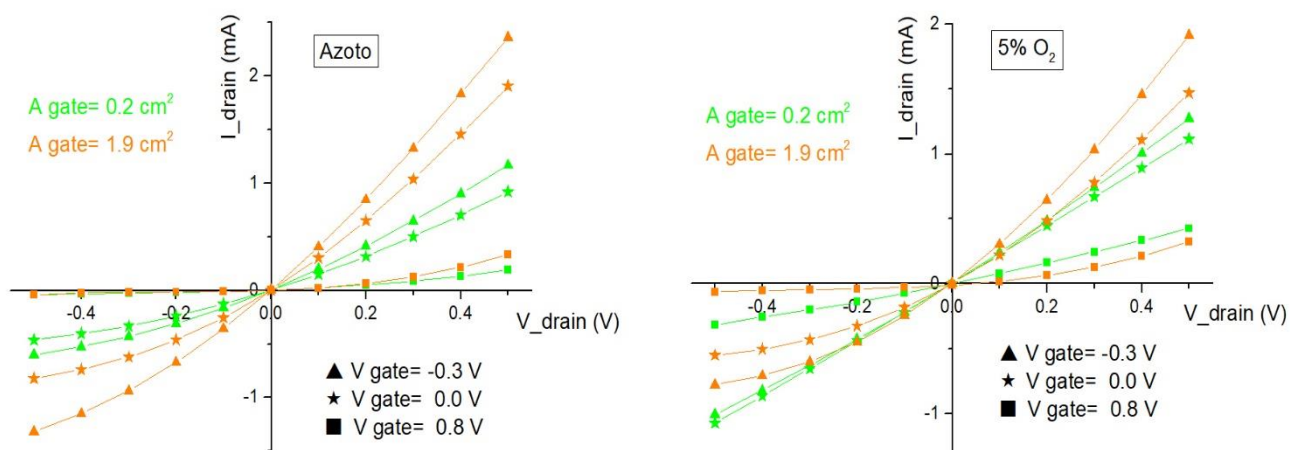 I_drain (mA)
Azoto
A gate= 0.2 cm²
A gate= 1.9 cm²
2
1
0
-1
-0.4
-0.2
0.0
0.2
0.4
V_drain (V)
▲ V gate= -0.3 V
★ V gate= 0.0 V
■ V gate= 0.8 V
I_drain (mA)
5% O₂
A gate= 0.2 cm²
A gate= 1.9 cm²
2
1
0
-1
-0.4
-0.2
0.0
0.2
0.4
V_drain (V)
▲ V gate= -0.3 V
★ V gate= 0.0 V
■ V gate= 0.8 V